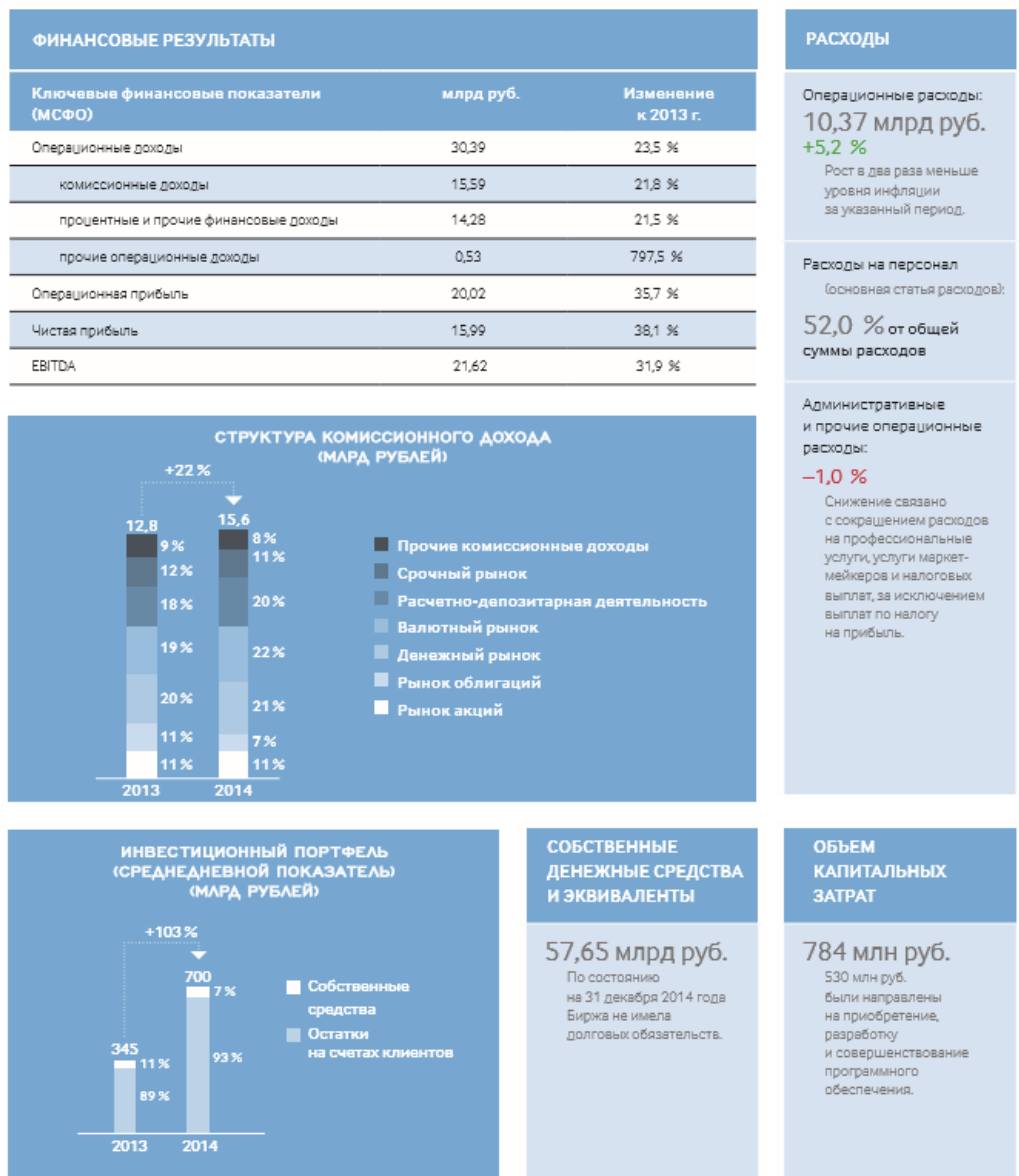 ФИНАНСОВЫЕ РЕЗУЛЬТАТЫ
Ключевые финансовые показатели млрд руб. Изменение
(МСФО) к 2013 г.
Операционные доходы 30,39 23,5 %
комиссионные доходы 15,59 21,8 %
процентные и прочие финансовые доходы 14,28 21,5 %
прочие операционные доходы 0,53 797,5 %
Операционная прибыль 20,02 35,7 %
Чистая прибыль 15,99 38,1 %
EBITDA 21,62 31,9 %
РАСХОДЫ
Операционные расходы:
10,37 млрд руб.
+5,2 %
Рост в два раза меньше
уровня инфляции
за указанный период.
Расходы на персонал
(основная статья расходов):
52,0 % от общей
суммы расходов
Административные
и прочие операционные
расходы:
–1,0 %
Снижение связано
с сокращением расходов
на профессиональные
услуги, услуги маркет-
мейкеров и налоговых
выплат, за исключением
выплат по налогу
на прибыль.
СТРУКТУРА КОМИССИОННОГО ДОХОДА
(МЛРД РУБЛЕЙ)
+22 %
12,8
9 %
12 %
18 %
19 %
20 %
11 %
11 %
2013
15,6
8 %
11 %
20 %
22 %
21 %
7 %
11 %
2014
Прочие комиссионные доходы
Срочный рынок
Расчетно-депозитарная деятельность
Валютный рынок
Денежный рынок
Рынок облигаций
Рынок акций
ИНВЕСТИЦИОННЫЙ ПОРТФЕЛЬ
(СРЕДНЕДНЕВНОЙ ПОКАЗАТЕЛЬ)
(МЛРД РУБЛЕЙ)
+103 %
345
11 %
89 %
2013
700
7 %
93 %
2014
Собственные
средства
Остатки
на счетах клиентов
СОБСТВЕННЫЕ
ДЕНЕЖНЫЕ СРЕДСТВА
И ЭКВИВАЛЕНТЫ
57,65 млрд руб.
По состоянию
на 31 декабря 2014 года
Биржа не имела
долговых обязательств.
ОБЪЕМ
КАПИТАЛЬНЫХ
ЗАТРАТ
784 млн руб.
530 млн руб.
были направлены
на приобретение,
разработку
и совершенствование
программного
обеспечения.